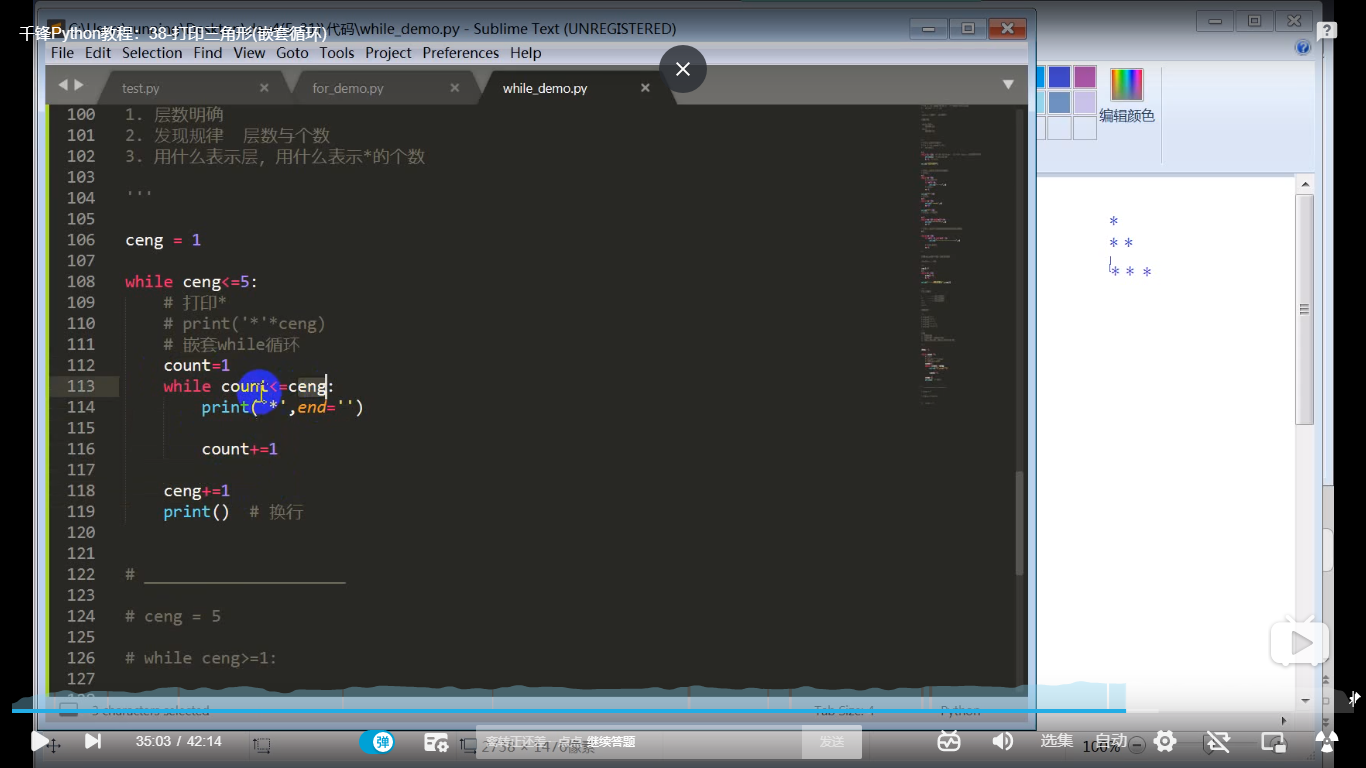 千锋Python教程：38-打印三角形(嵌套循环)
代码\while_demo.py - Sublime Text (UNREGISTERED)
File Edit Selection Find View Goto Tools Project Preferences Help
test.py for_demo.py while_demo.py
编辑颜色
100 1. 层数明确
101 2. 发现规律 层数与个数
102 3. 用什么表示层，用什么表示*的个数
103
104 '''
105
106 ceng = 1
107
108 while ceng<=5:
109 # 打印*
110 # print('*'*ceng)
111 # 嵌套while循环
112 count=1
113 while count<=ceng:
114 print('*',end='')
115
116 count+=1
117
118 ceng+=1
119 print() # 换行
120
121
122 # _____________________
123
124 # ceng = 5
125
126 # while ceng>=1:
127
*
* *
* * *
3 characters selected Tab Size: 4 Python
35:03 / 42:14
弹
继续答题
发送
选集
自动
100%